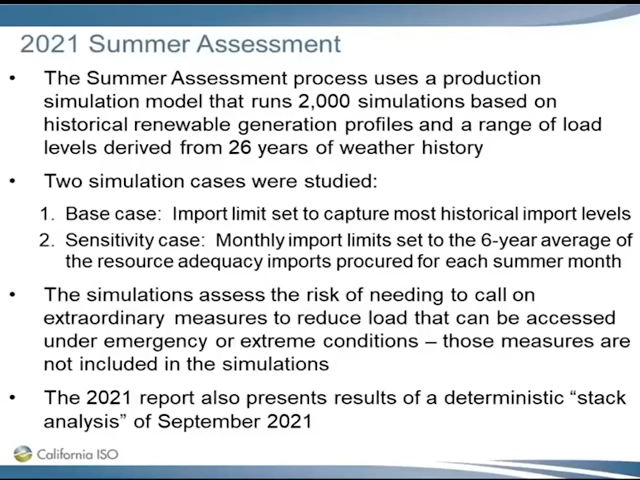 2021 Summer Assessment
• The Summer Assessment process uses a production
simulation model that runs 2,000 simulations based on
historical renewable generation profiles and a range of load
levels derived from 26 years of weather history
• Two simulation cases were studied:
1. Base case: Import limit set to capture most historical import levels
2. Sensitivity case: Monthly import limits set to the 6-year average of
the resource adequacy imports procured for each summer month
• The simulations assess the risk of needing to call on
extraordinary measures to reduce load that can be accessed
under emergency or extreme conditions – those measures are
not included in the simulations
• The 2021 report also presents results of a deterministic “stack
analysis” of September 2021
California ISO